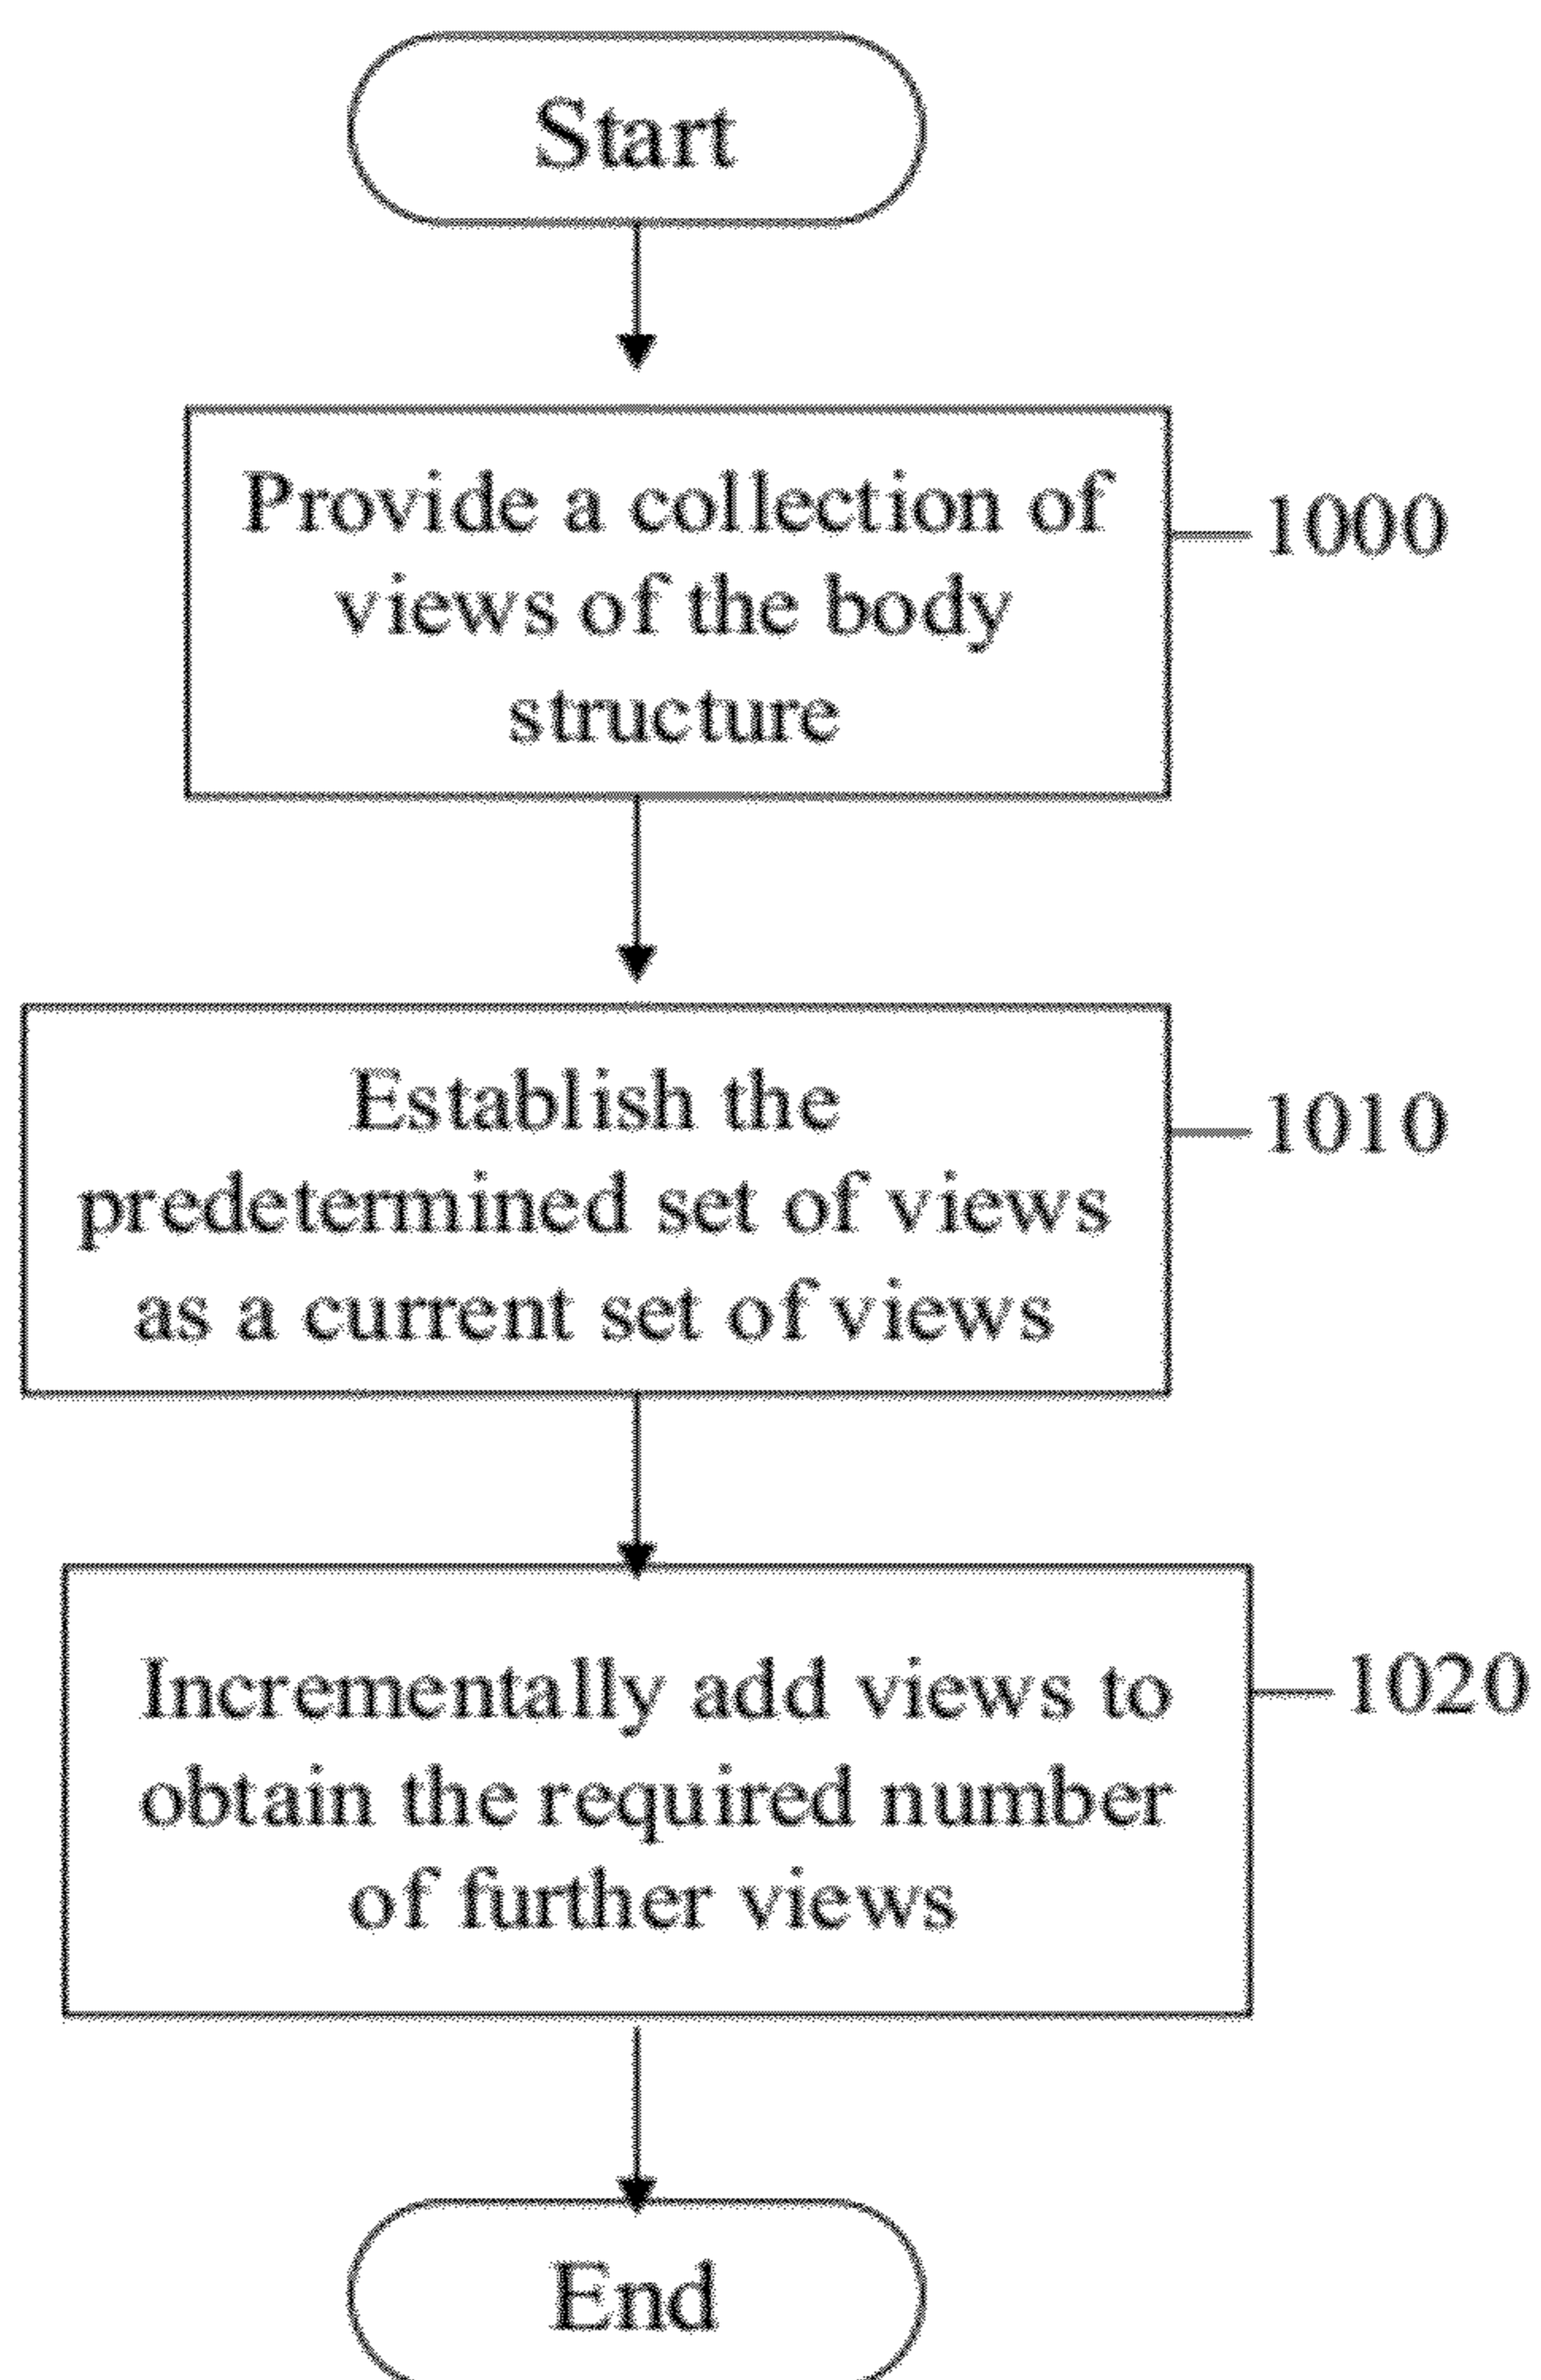 Start
Provide a collection of
views of the body
structure
1000
Establish the
predetermined set of views
as a current set of views
1010
Incrementally add views to
obtain the required number
of further views
1020
End